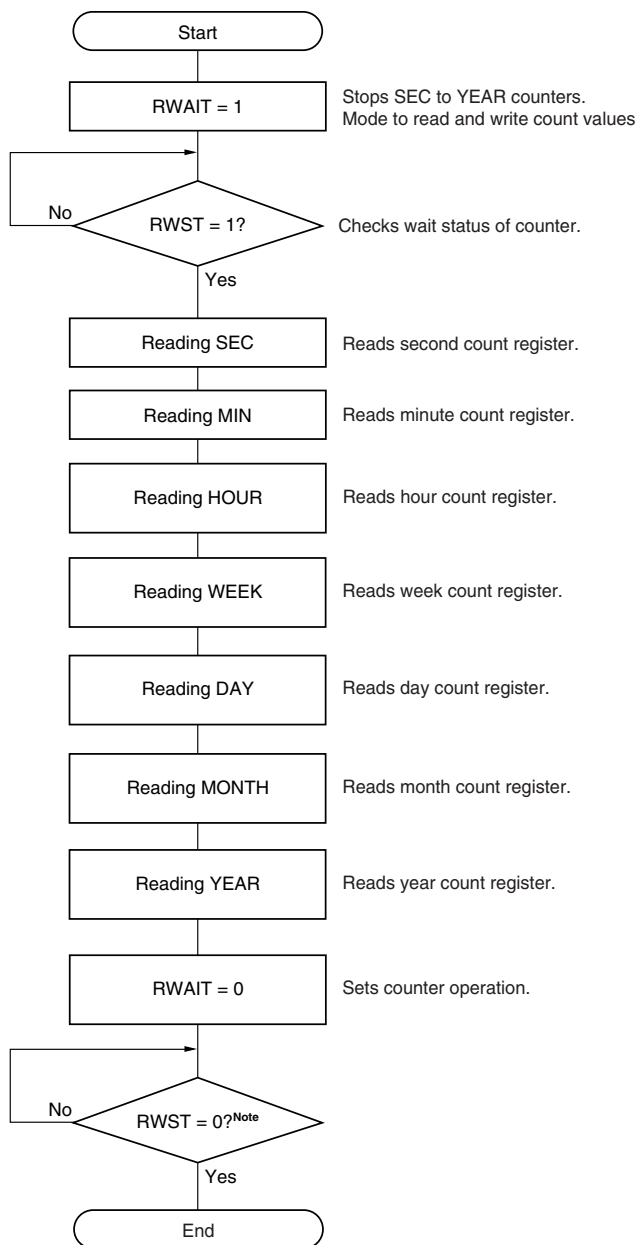 Start
RWAIT = 1
Stops SEC to YEAR counters.
Mode to read and write count values
No
RWST = 1?
Checks wait status of counter.
Yes
Reading SEC
Reads second count register.
Reading MIN
Reads minute count register.
Reading HOUR
Reads hour count register.
Reading WEEK
Reads week count register.
Reading DAY
Reads day count register.
Reading MONTH
Reads month count register.
Reading YEAR
Reads year count register.
RWAIT = 0
Sets counter operation.
No
RWST = 0?Note
Yes
End